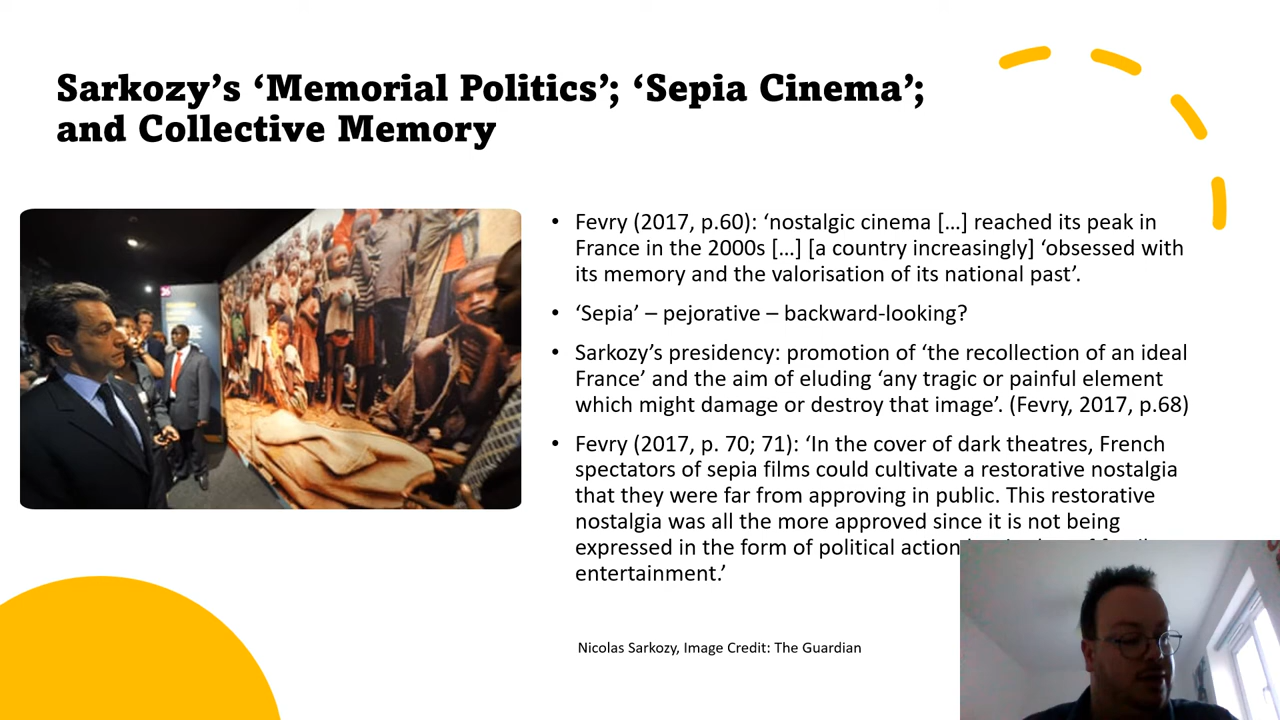 Sarkozy’s ‘Memorial Politics’; ‘Sepia Cinema’;
and Collective Memory
• Fevry (2017, p.60): ‘nostalgic cinema […] reached its peak in
France in the 2000s […] [a country increasingly] ‘obsessed with
its memory and the valorisation of its national past’.
• ‘Sepia’ – pejorative – backward-looking?
• Sarkozy’s presidency: promotion of ‘the recollection of an ideal
France’ and the aim of eluding ‘any tragic or painful element
which might damage or destroy that image’. (Fevry, 2017, p.68)
• Fevry (2017, p. 70; 71): ‘In the cover of dark theatres, French
spectators of sepia films could cultivate a restorative nostalgia
that they were far from approving in public. This restorative
nostalgia was all the more approved since it is not being
expressed in the form of political action
entertainment.’
Nicolas Sarkozy, Image Credit: The Guardian